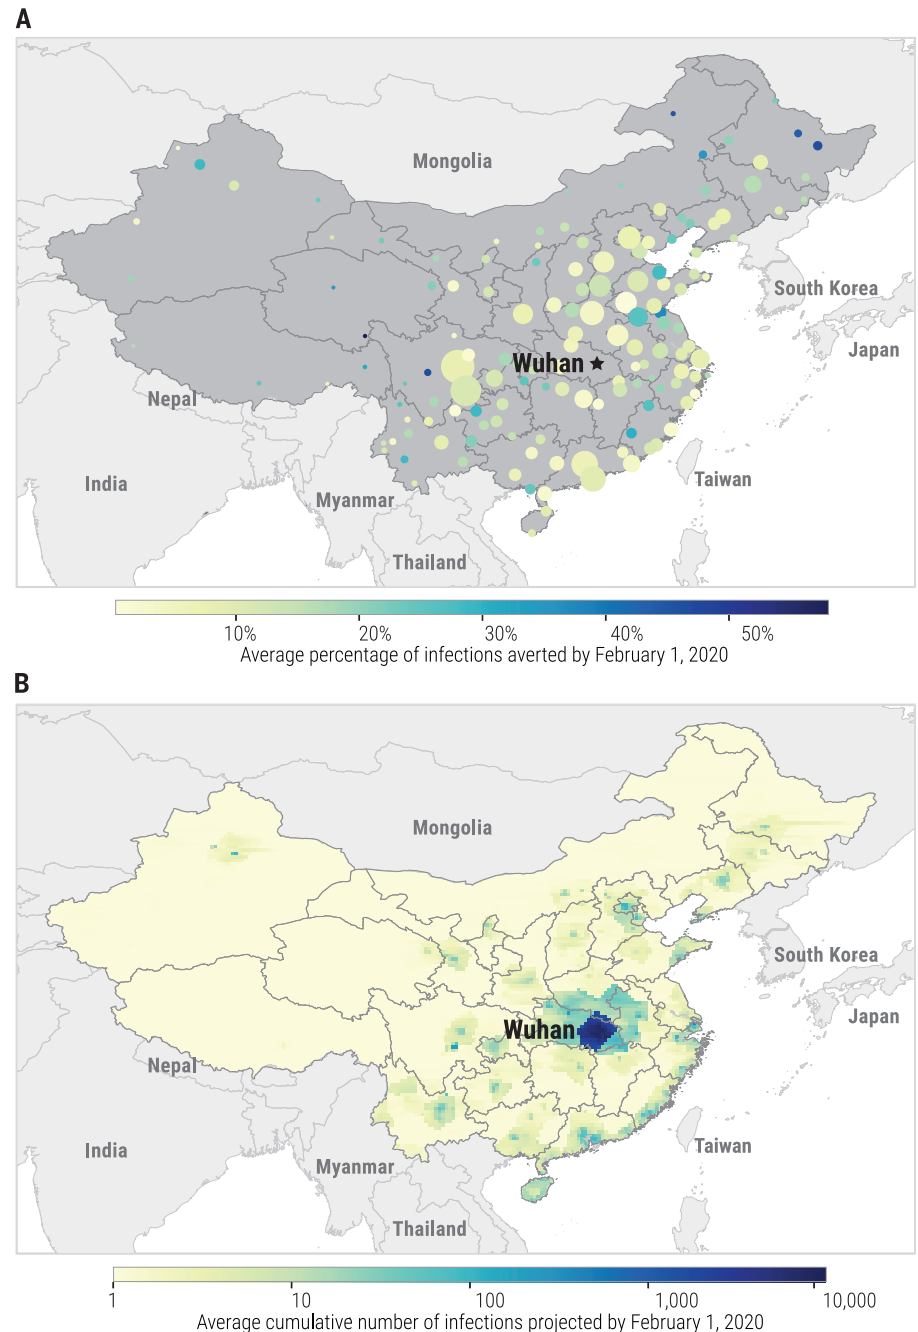 A
Mongolia
South Korea
Japan
Wuhan
Nepal
India
Taiwan
Myanmar
Thailand
10% 20% 30% 40% 50%
Average percentage of infections averted by February 1, 2020
B
Mongolia
South Korea
Japan
Wuhan
Nepal
India
Taiwan
Myanmar
Thailand
1 10 100 1,000 10,000
Average cumulative number of infections projected by February 1, 2020